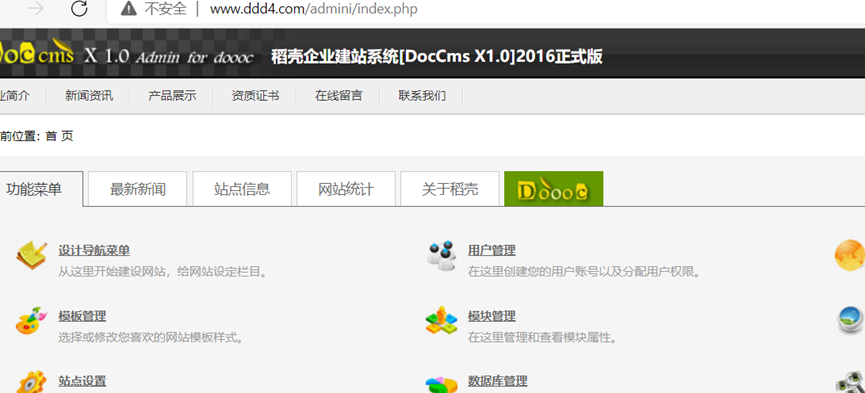 不安全 | www.ddd4.com/admini/index.php
DocCms X 1.0 Admin for doooc 稻壳企业建站系统[DocCms X1.0]2016正式版
业简介 新闻资讯 产品展示 资质证书 在线留言 联系我们
前位置：首 页
功能菜单 最新新闻 站点信息 网站统计 关于稻壳 Doooc
设计导航菜单 用户管理
从这里开始建设网站，给网站设定栏目。 在这里创建您的用户账号以及分配用户权限。
模板管理 模块管理
选择或修改您喜欢的网站模板样式。 在这里管理和查看模块属性。
站点设置 数据库管理